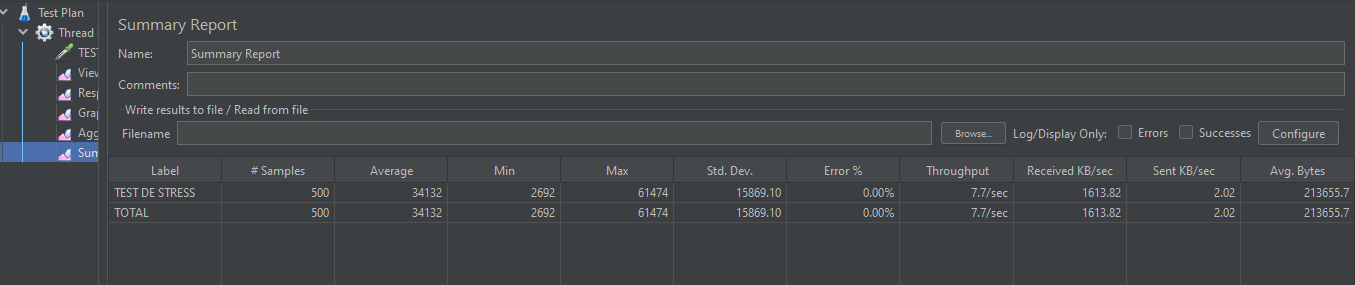 Test Plan
Thread
TEST
View
Resp
Grap
Agg
Sum
Summary Report
Name: Summary Report
Comments:
Write results to file / Read from file
Filename Browse... Log/Display Only: Errors Successes Configure
Label # Samples Average Min Max Std. Dev. Error % Throughput Received KB/sec Sent KB/sec Avg. Bytes
TEST DE STRESS 500 34132 2692 61474 15869.10 0.00% 7.7/sec 1613.82 2.02 213655.7
TOTAL 500 34132 2692 61474 15869.10 0.00% 7.7/sec 1613.82 2.02 213655.7